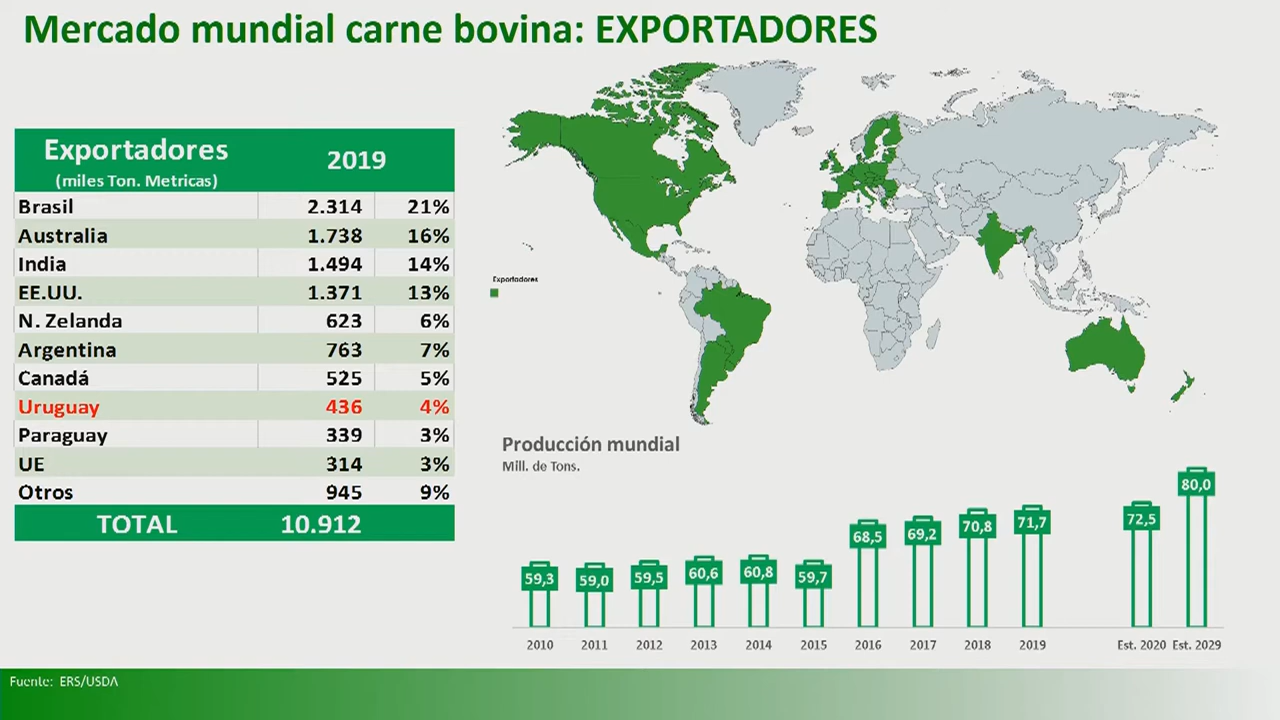 Mercado mundial carne bovina: EXPORTADORES
Exportadores 2019
(miles Ton. Metricas)
Brasil 2.314 21%
Australia 1.738 16%
India 1.494 14%
EE.UU. 1.371 13%
N. Zelanda 623 6%
Argentina 763 7%
Canadá 525 5%
Uruguay 436 4%
Paraguay 339 3%
UE 314 3%
Otros 945 9%
TOTAL 10.912
Exportadores
Producción mundial
Mill. de Tons.
59,3 59,0 59,5 60,6 60,8 59,7 68,5 69,2 70,8 71,7 72,5 80,0
2010 2011 2012 2013 2014 2015 2016 2017 2018 2019 Est. 2020 Est. 2029
Fuente: ERS/USDA